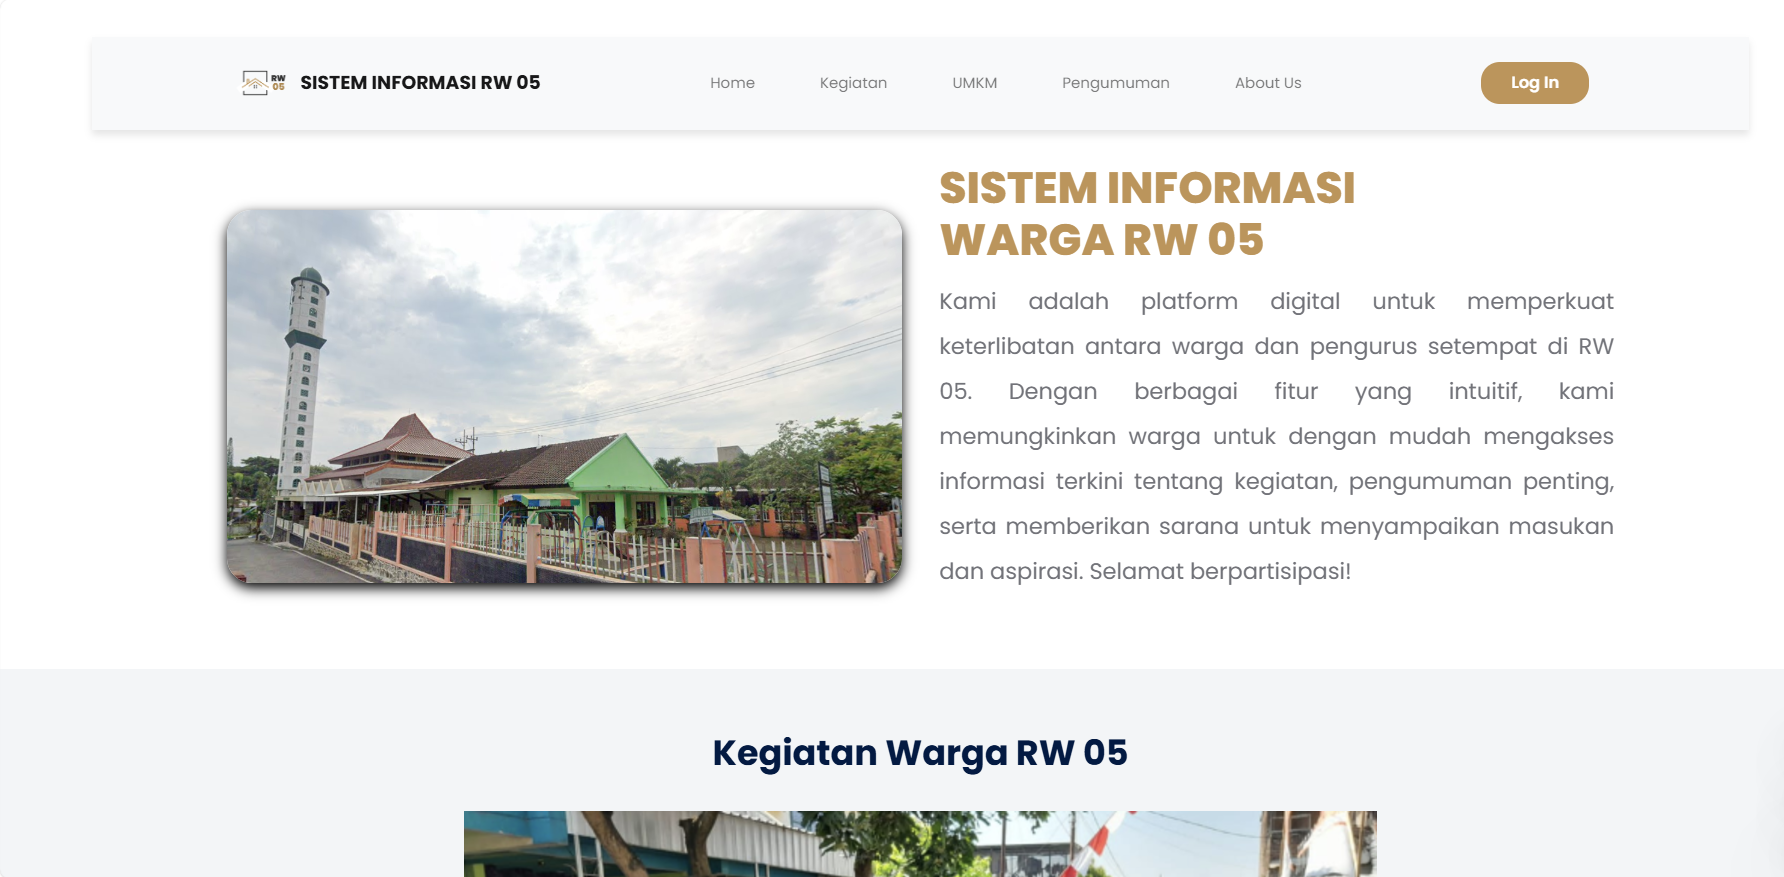 RW
05
SISTEM INFORMASI RW 05
Home
Kegiatan
UMKM
Pengumuman
About Us
Log In
SISTEM INFORMASI
WARGA RW 05
Kami adalah platform digital untuk memperkuat
keterlibatan antara warga dan pengurus setempat di RW
05. Dengan berbagai fitur yang intuitif, kami
memungkinkan warga untuk dengan mudah mengakses
informasi terkini tentang kegiatan, pengumuman penting,
serta memberikan sarana untuk menyampaikan masukan
dan aspirasi. Selamat berpartisipasi!
Kegiatan Warga RW 05